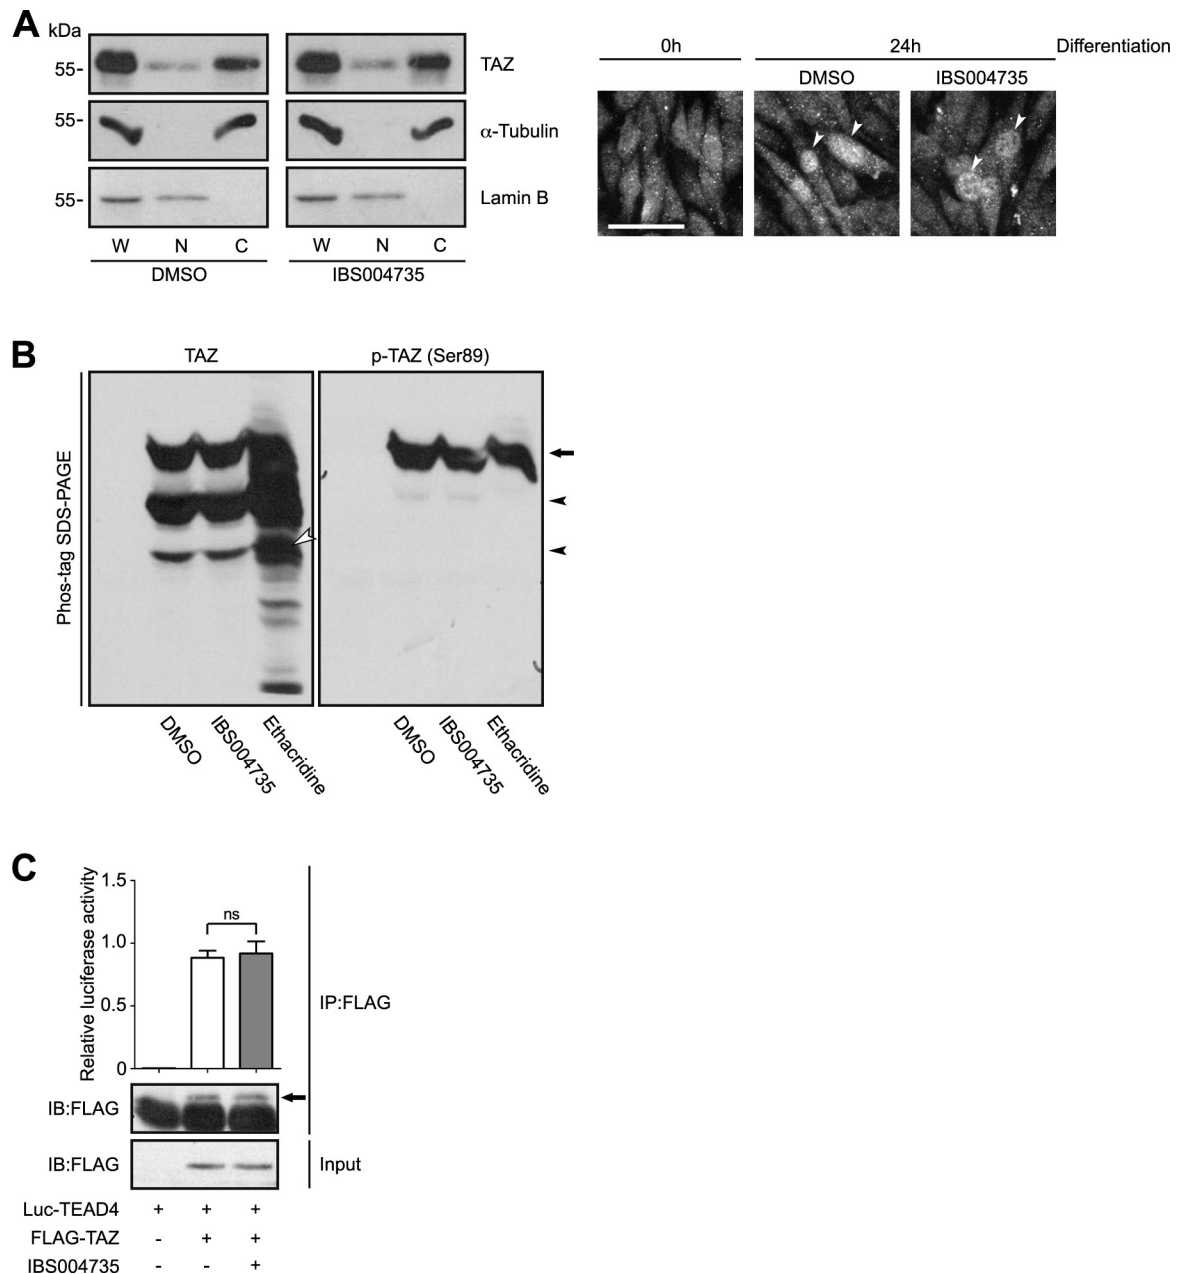 A
kDa
55-
TAZ
55-
α-Tubulin
55-
Lamin B
W N C W N C
DMSO IBS004735
0h 24h Differentiation
DMSO IBS004735
B
TAZ p-TAZ (Ser89)
Phos-tag SDS-PAGE
DMSO IBS004735 Ethacridine DMSO IBS004735 Ethacridine
C
Relative luciferase activity
1.5
1.0
0.5
0
ns
IP:FLAG
IB:FLAG
IB:FLAG Input
Luc-TEAD4 + + +
FLAG-TAZ - + +
IBS004735 - - +